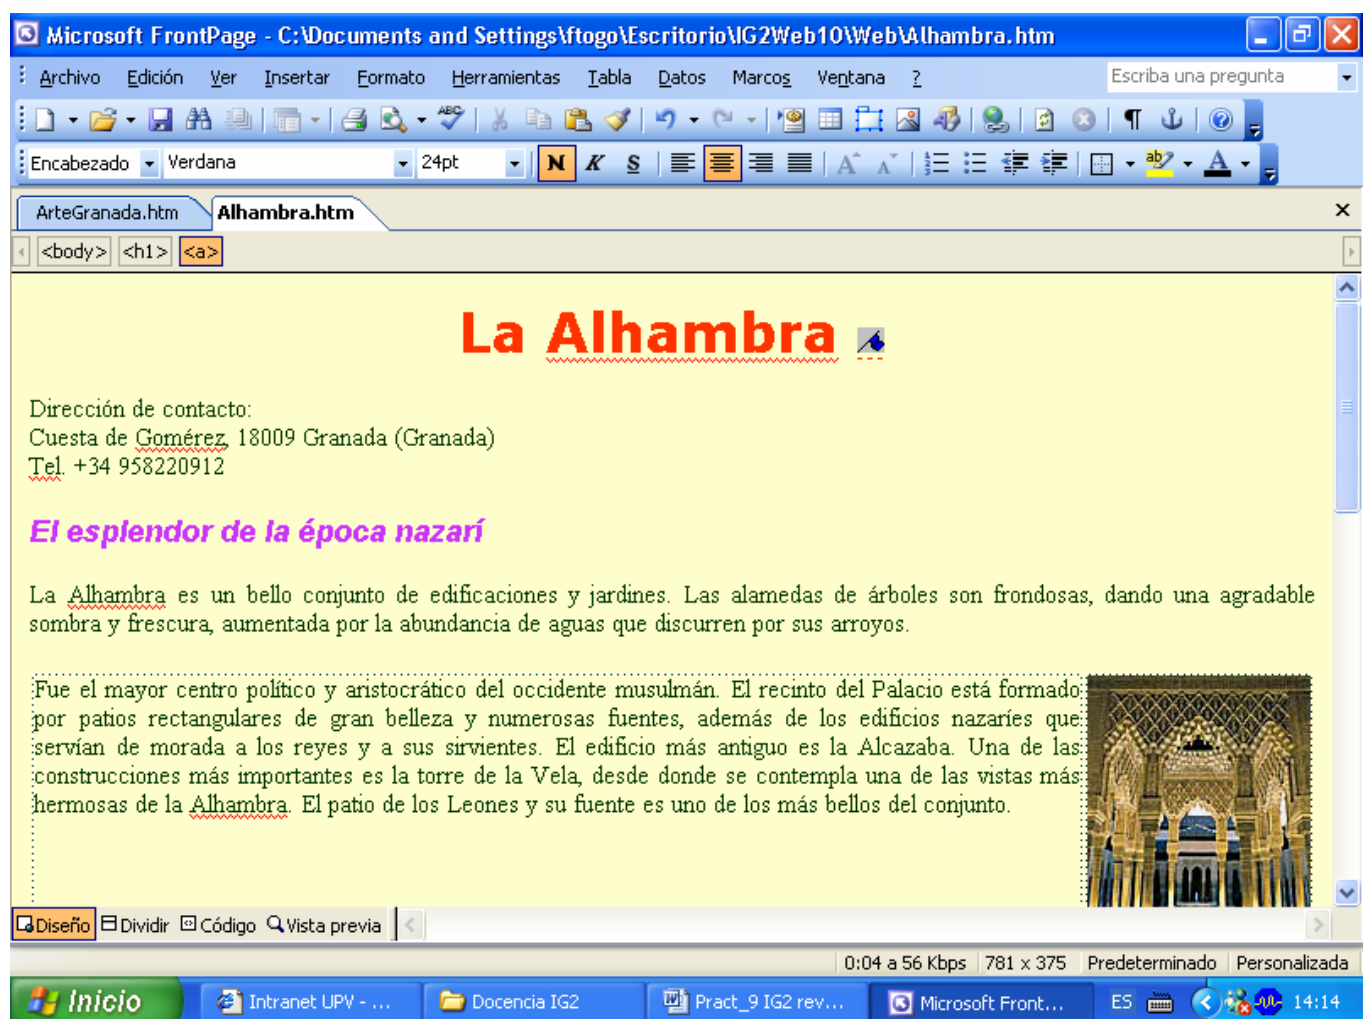 Microsoft FrontPage - C:\Documents and Settings\ftogo\Escritorio\IG2Web10\Web\Alhambra.htm
Archivo Edición Ver Insertar Formato Herramientas Tabla Datos Marcos Ventana ? Escriba una pregunta
Encabezado Verdana 24pt N K S
ArteGranada.htm Alhambra.htm
<body> <h1> <a>
La Alhambra
Dirección de contacto:
Cuesta de Gomérez, 18009 Granada (Granada)
Tel. +34 958220912
El esplendor de la época nazarí
La Alhambra es un bello conjunto de edificaciones y jardines. Las alamedas de árboles son frondosas, dando una agradable
sombra y frescura, aumentada por la abundancia de aguas que discurren por sus arroyos.
Fue el mayor centro político y aristocrático del occidente musulmán. El recinto del Palacio está formado
por patios rectangulares de gran belleza y numerosas fuentes, además de los edificios nazaríes que
servían de morada a los reyes y a sus sirvientes. El edificio más antiguo es la Alcazaba. Una de las
construcciones más importantes es la torre de la Vela, desde donde se contempla una de las vistas más
hermosas de la Alhambra. El patio de los Leones y su fuente es uno de los más bellos del conjunto.
Diseño Dividir Código Vista previa
0:04 a 56 Kbps 781 x 375 Predeterminado Personalizada
Inicio Intranet UPV - ... Docencia IG2 Pract_9 IG2 rev... Microsoft Front... ES 14:14